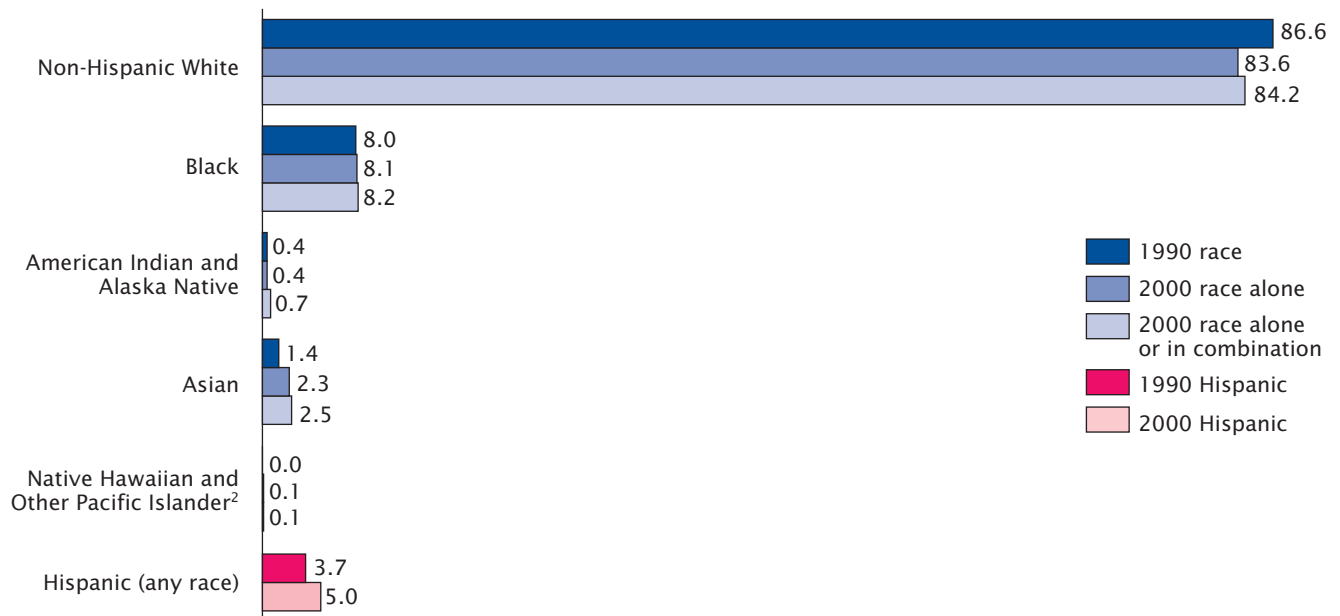 86.6
Non-Hispanic White
83.6
84.2
8.0
Black
8.1
8.2
0.4
American Indian and
Alaska Native
0.4
0.7
1.4
Asian
2.3
2.5
0.0
Native Hawaiian and
Other Pacific Islander2
0.1
0.1
3.7
Hispanic (any race)
5.0
1990 race
2000 race alone
2000 race alone
or in combination
1990 Hispanic
2000 Hispanic